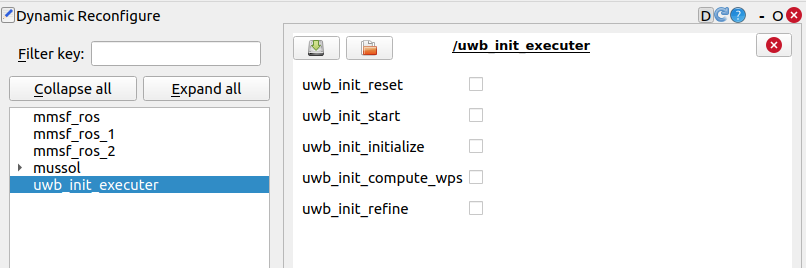 Dynamic Reconfigure
D
?
- O
Filter key:
Collapse all
Expand all
mmsf_ros
mmsf_ros_1
mmsf_ros_2
mussol
uwb_init_executer
/uwb_init_executer
uwb_init_reset
uwb_init_start
uwb_init_initialize
uwb_init_compute_wps
uwb_init_refine